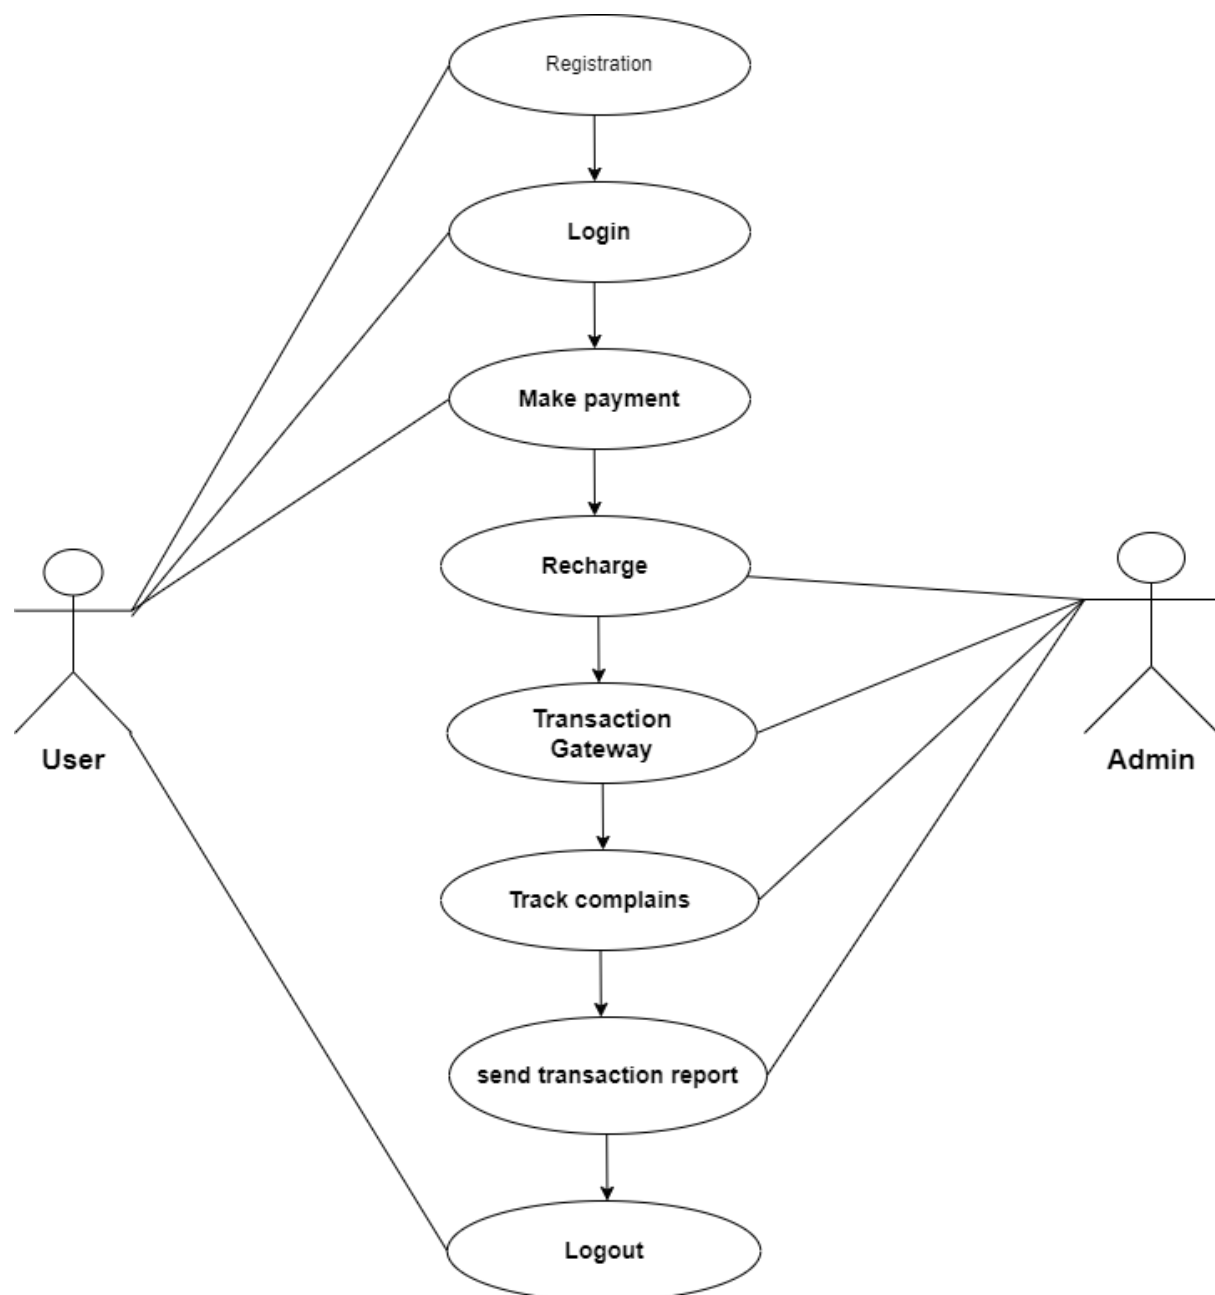 Registration
Login
Make payment
Recharge
Transaction
Gateway
User
Admin
Track complains
send transaction report
Logout